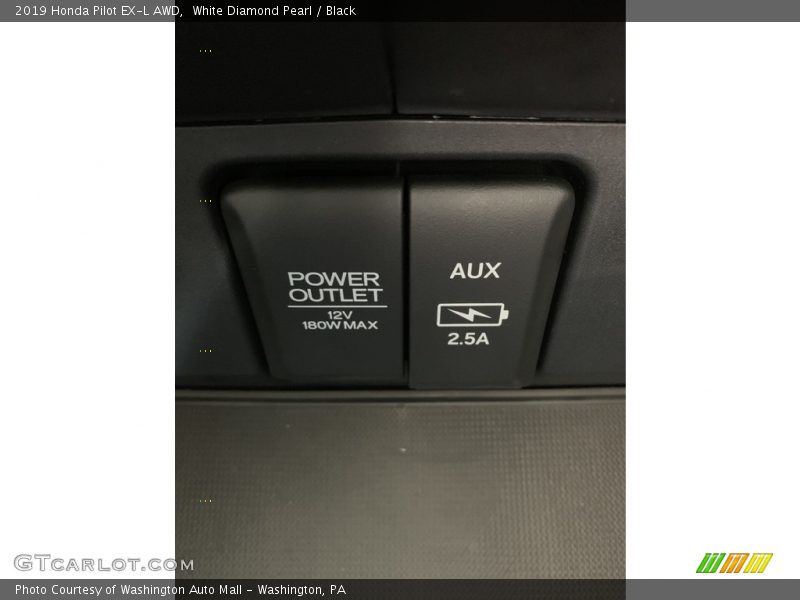 2019 Honda Pilot EX-L AWD,  White Diamond Pearl / Black
...
...
POWER
OUTLET
12V
180W MAX
AUX
2.5A
...
...
GTCARLOT.COM
Photo Courtesy of Washington Auto Mall - Washington, PA